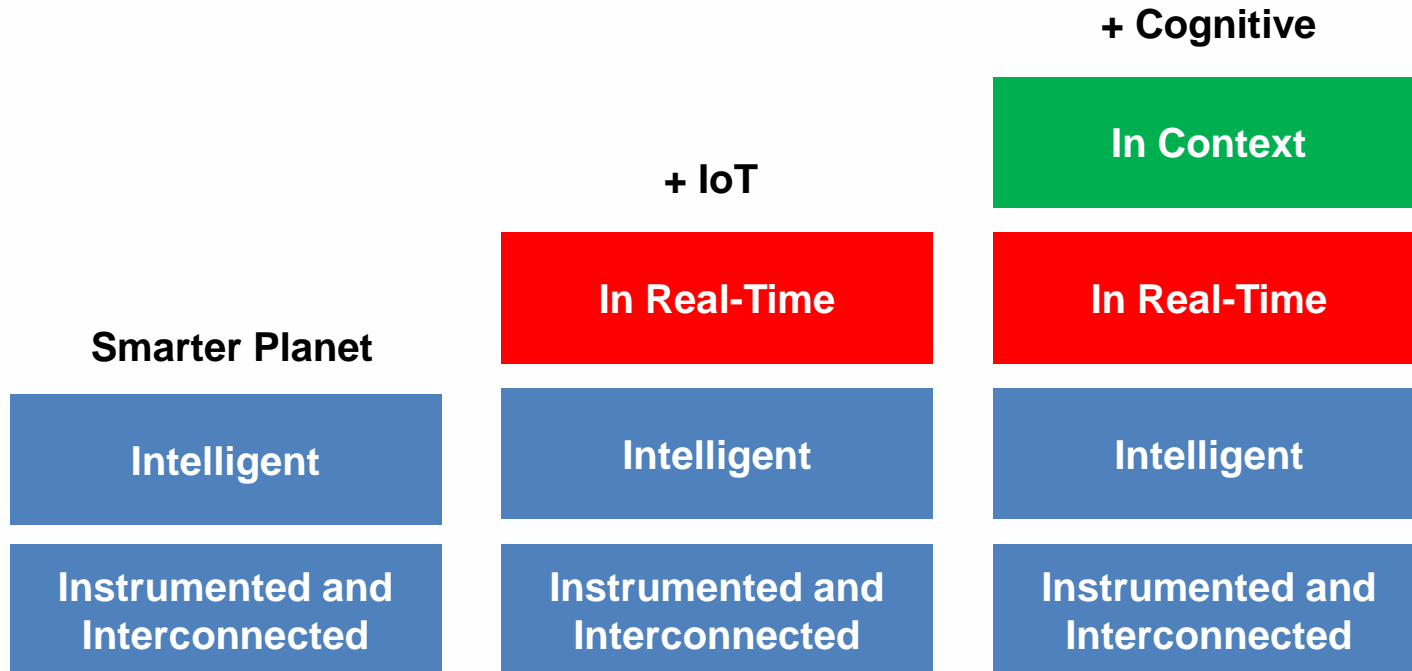 Smarter Planet
Intelligent
Instrumented and
Interconnected
+ IoT
In Real-Time
Intelligent
Instrumented and
Interconnected
+ Cognitive
In Context
In Real-Time
Intelligent
Instrumented and
Interconnected